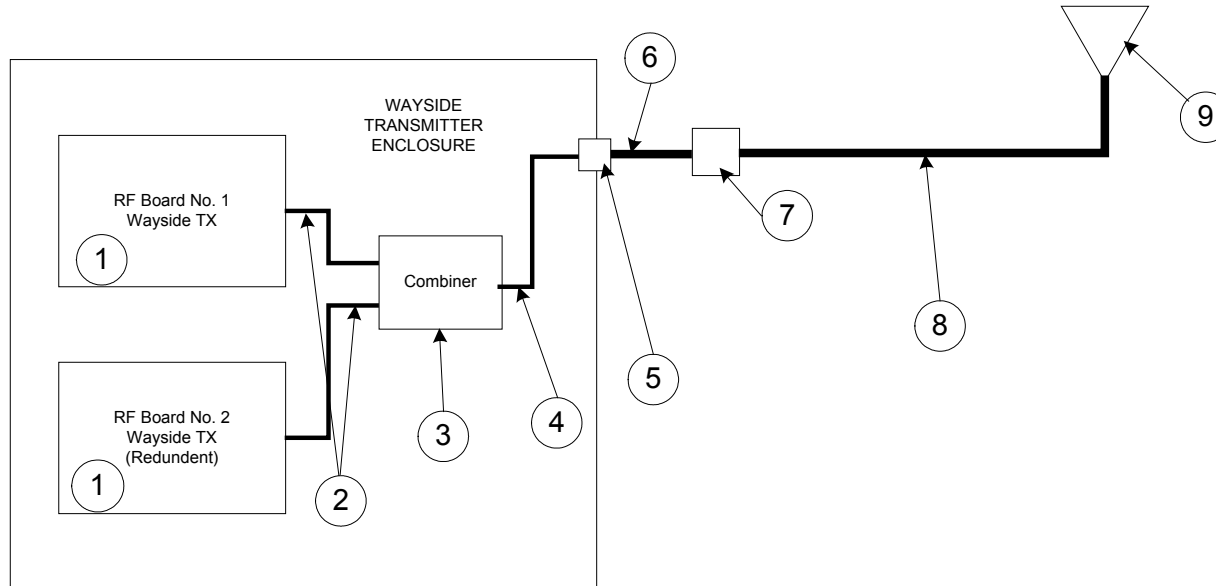 WAYSIDE
TRANSMITTER
ENCLOSURE
RF Board No. 1
Wayside TX
1
Combiner
RF Board No. 2
Wayside TX
(Redundent)
1
2
3
4
5
6
7
8
9